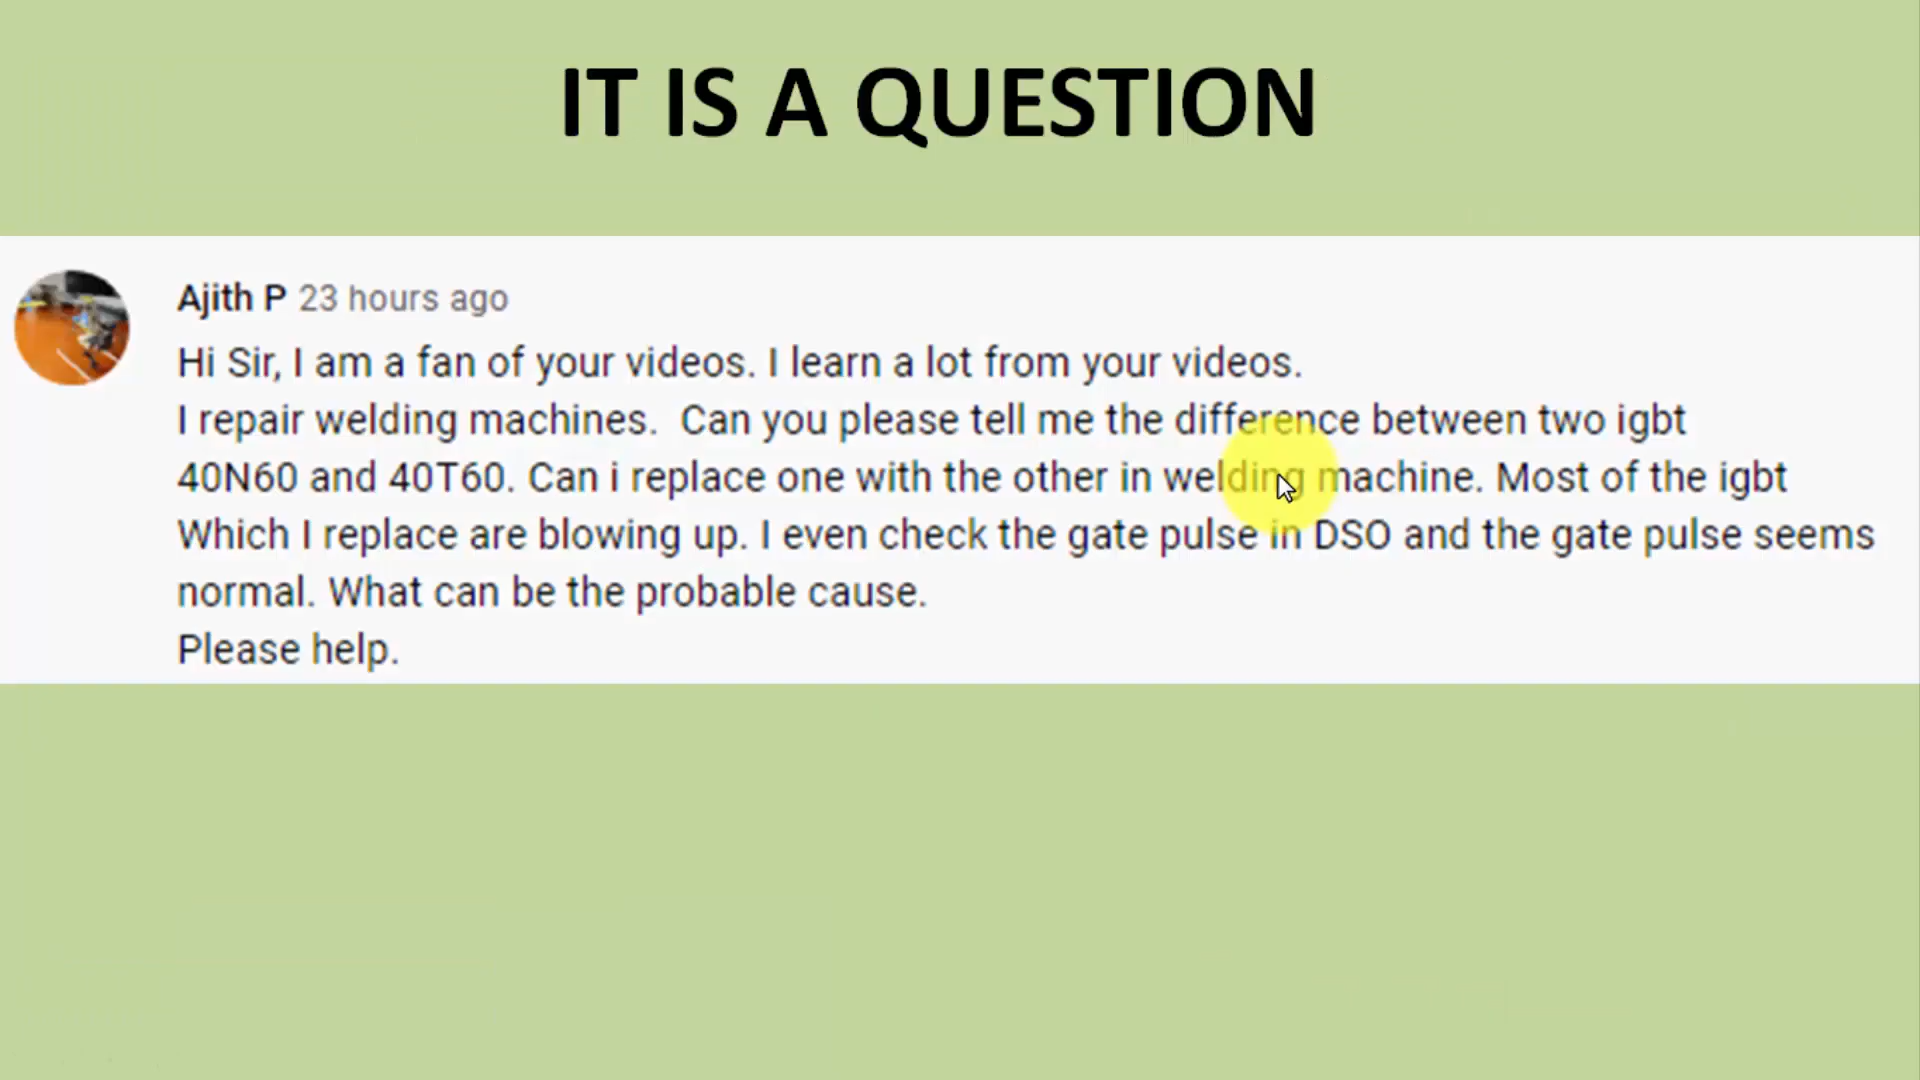 IT IS A QUESTION
Ajith P 23 hours ago
Hi Sir, I am a fan of your videos. I learn a lot from your videos.
I repair welding machines.  Can you please tell me the difference between two igbt
40N60 and 40T60. Can i replace one with the other in welding machine. Most of the igbt
Which I replace are blowing up. I even check the gate pulse in DSO and the gate pulse seems
normal. What can be the probable cause.
Please help.